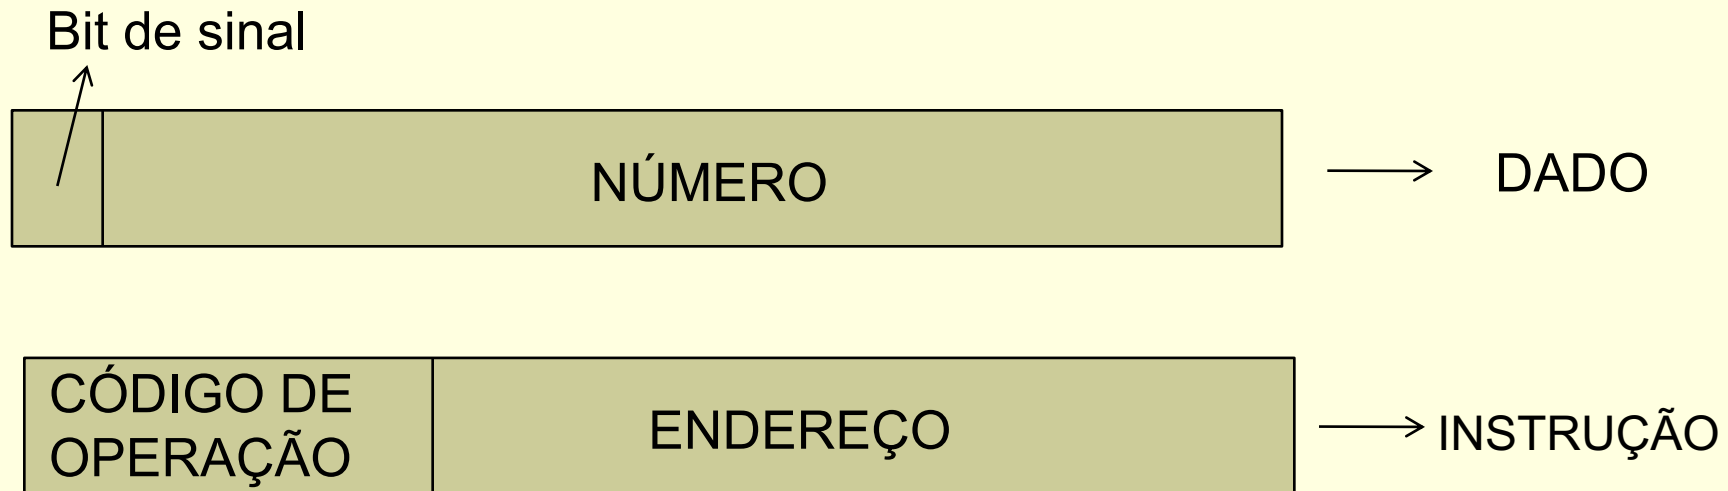 Bit de sinal
NÚMERO
DADO
CÓDIGO DE
OPERAÇÃO
ENDEREÇO
INSTRUÇÃO